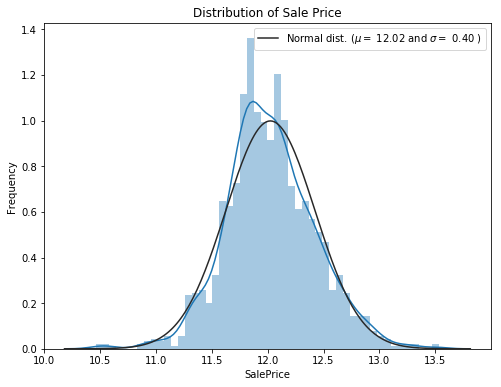 Distribution of Sale Price
Normal dist. (μ = 12.02 and σ = 0.40 )
Frequency
1.4
1.2
1.0
0.8
0.6
0.4
0.2
0.0
10.0 10.5 11.0 11.5 12.0 12.5 13.0 13.5
SalePrice